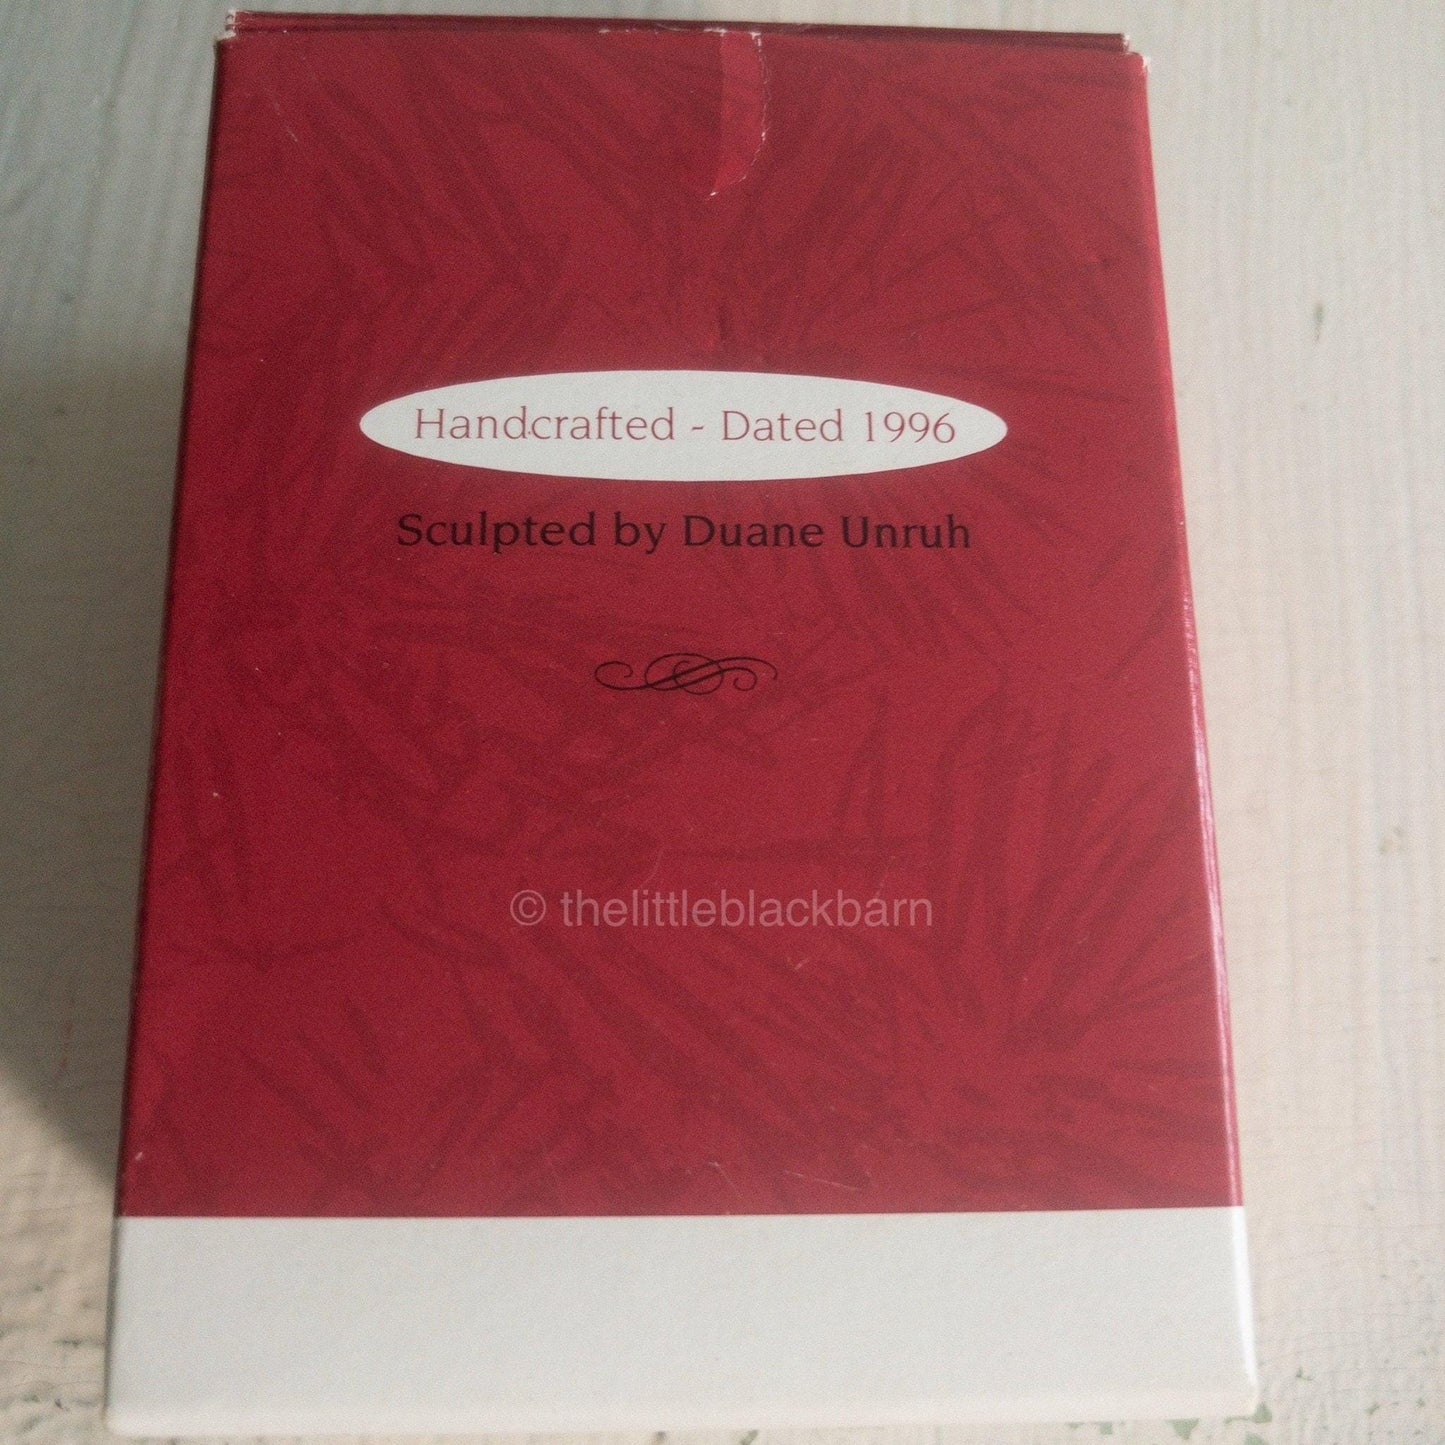 Handcrafted - Dated 1996
Sculpted by Duane Unruh
© thelittleblackbarn